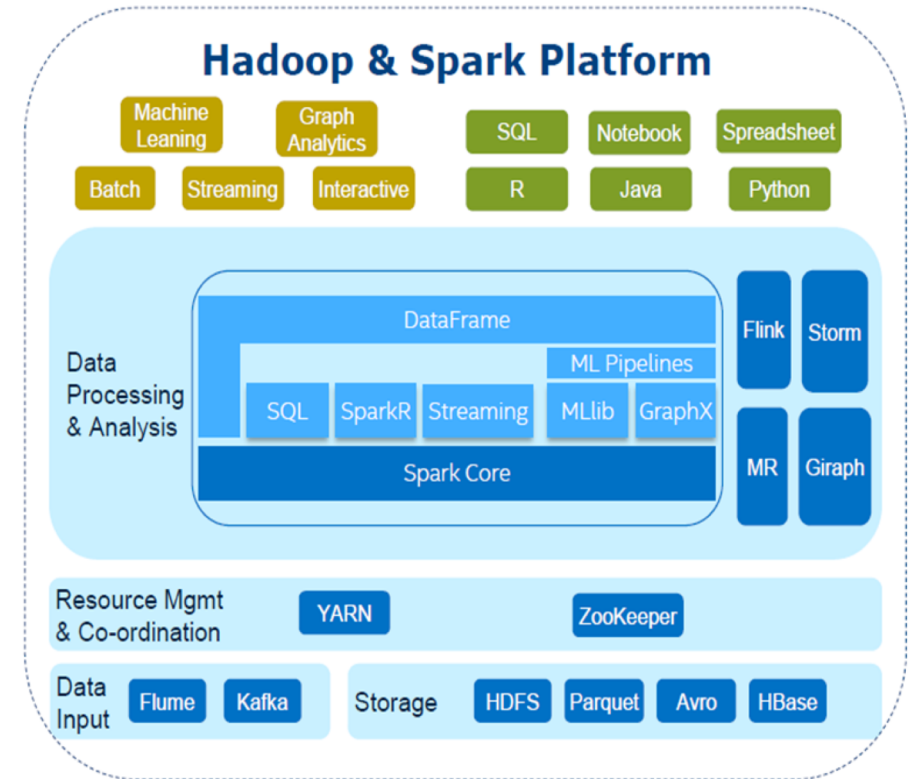 Hadoop & Spark Platform
Machine
Leaning
Graph
Analytics
SQL
Notebook
Spreadsheet
Batch
Streaming
Interactive
R
Java
Python
Data
Processing
& Analysis
DataFrame
ML Pipelines
SQL
SparkR
Streaming
MLlib
GraphX
Spark Core
Flink
Storm
MR
Giraph
Resource Mgmt
& Co-ordination
YARN
ZooKeeper
Data
Input
Flume
Kafka
Storage
HDFS
Parquet
Avro
HBase